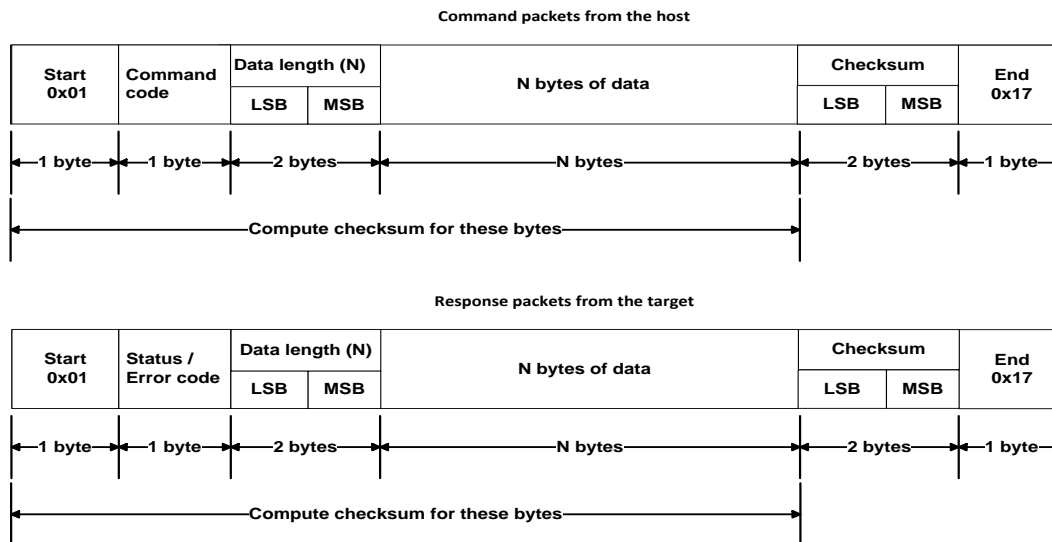 Command packets from the host
Start
0x01
Command
code
Data length (N)
LSB
MSB
N bytes of data
Checksum
LSB
MSB
End
0x17
1 byte
1 byte
2 bytes
N bytes
2 bytes
1 byte
Compute checksum for these bytes
Response packets from the target
Start
0x01
Status /
Error code
Data length (N)
LSB
MSB
N bytes of data
Checksum
LSB
MSB
End
0x17
1 byte
1 byte
2 bytes
N bytes
2 bytes
1 byte
Compute checksum for these bytes